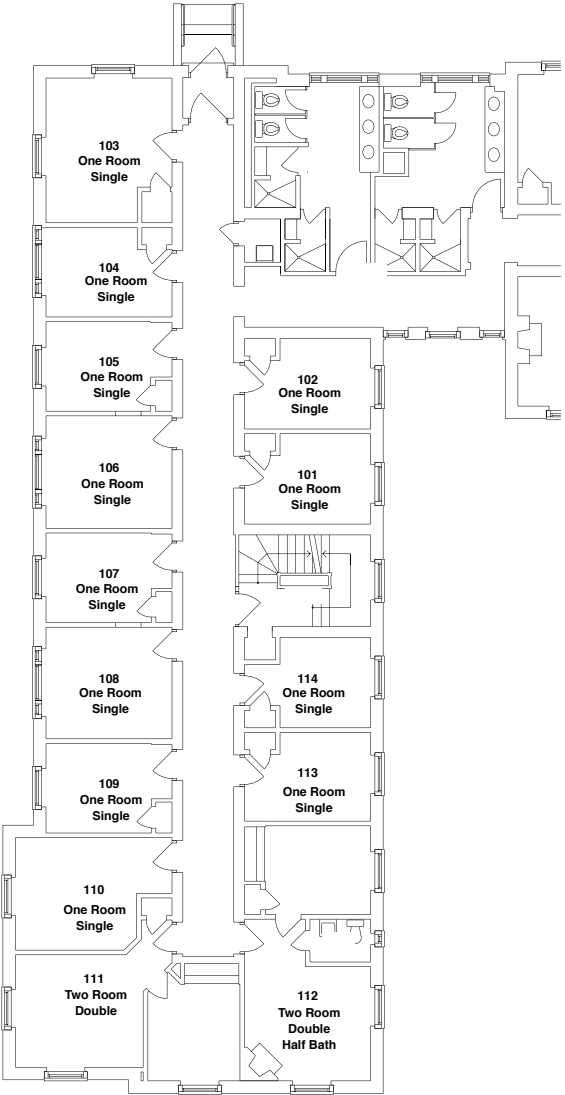 103
One Room
Single
104
One Room
Single
105
One Room
Single
102
One Room
Single
106
One Room
Single
101
One Room
Single
107
One Room
Single
108
One Room
Single
114
One Room
Single
109
One Room
Single
113
One Room
Single
110
One Room
Single
111
Two Room
Double
112
Two Room
Double
Half Bath